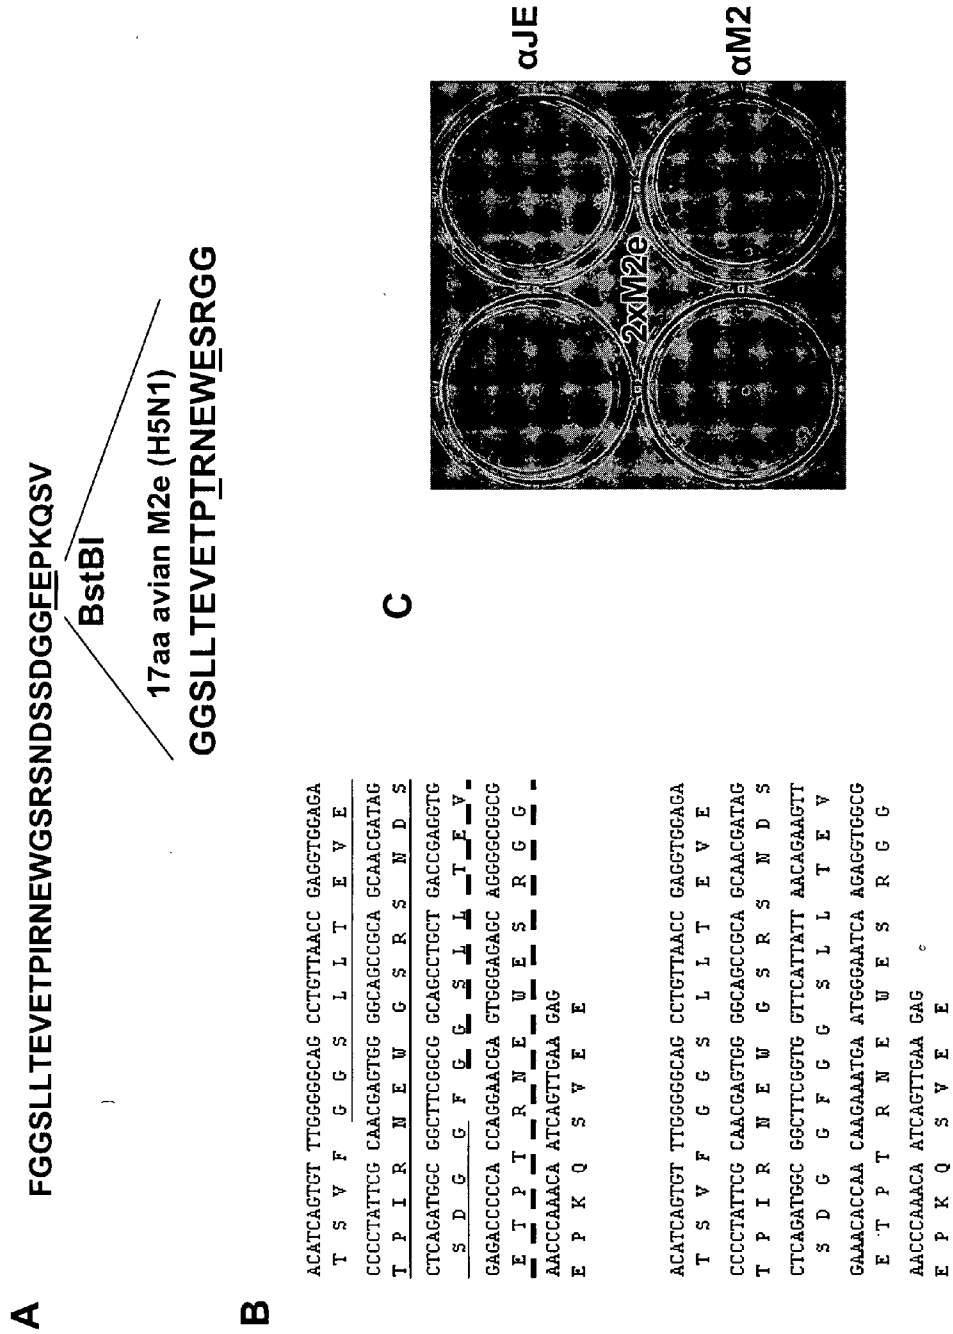 A
FGGSLLTEVETPIRNEWGSRSNDSSDGGFEPKQSV
BstBI
17aa avian M2e (H5N1)
GGSLLTEVETPTRNEWESRGG
B
ACATCAGTGT TTGGGGGCAG CCTGTTAACC GAGGTGGAGA
T S V F G G S L L T E V E
CCCCTATTCG CAACGAGTGG GGCAGCCGCA GCAACGATAG
T P I R N E W G S R S N D S
CTCAGATGGC GGCTTCGGCG GCAGCCTGCT GACCGAGGTG
S D G G F G G S L L T E V
GAGACCCCCA CCAGGAACGA GTGGGAGAGC AGGGGCGGCG
E T P T R N E W E S R G G
AACCCAAACA ATCAGTTGAA GAG
E P K Q S V E E
ACATCAGTGT TTGGGGGCAG CCTGTTAACC GAGGTGGAGA
T S V F G G S L L T E V E
CCCCTATTCG CAACGAGTGG GGCAGCCGCA GCAACGATAG
T P I R N E W G S R S N D S
CTCAGATGGC GGCTTCGGTG GTTCATTATT AACAGAAGTT
S D G G F G G S L L T E V
GAAACACCAA CAAGAAATGA ATGGGAATCA AGAGGTGGCG
E T P T R N E W E S R G G
AACCCAAACA ATCAGTTGAA GAG
E P K Q S V E E
C
2xM2e
αJE
αM2